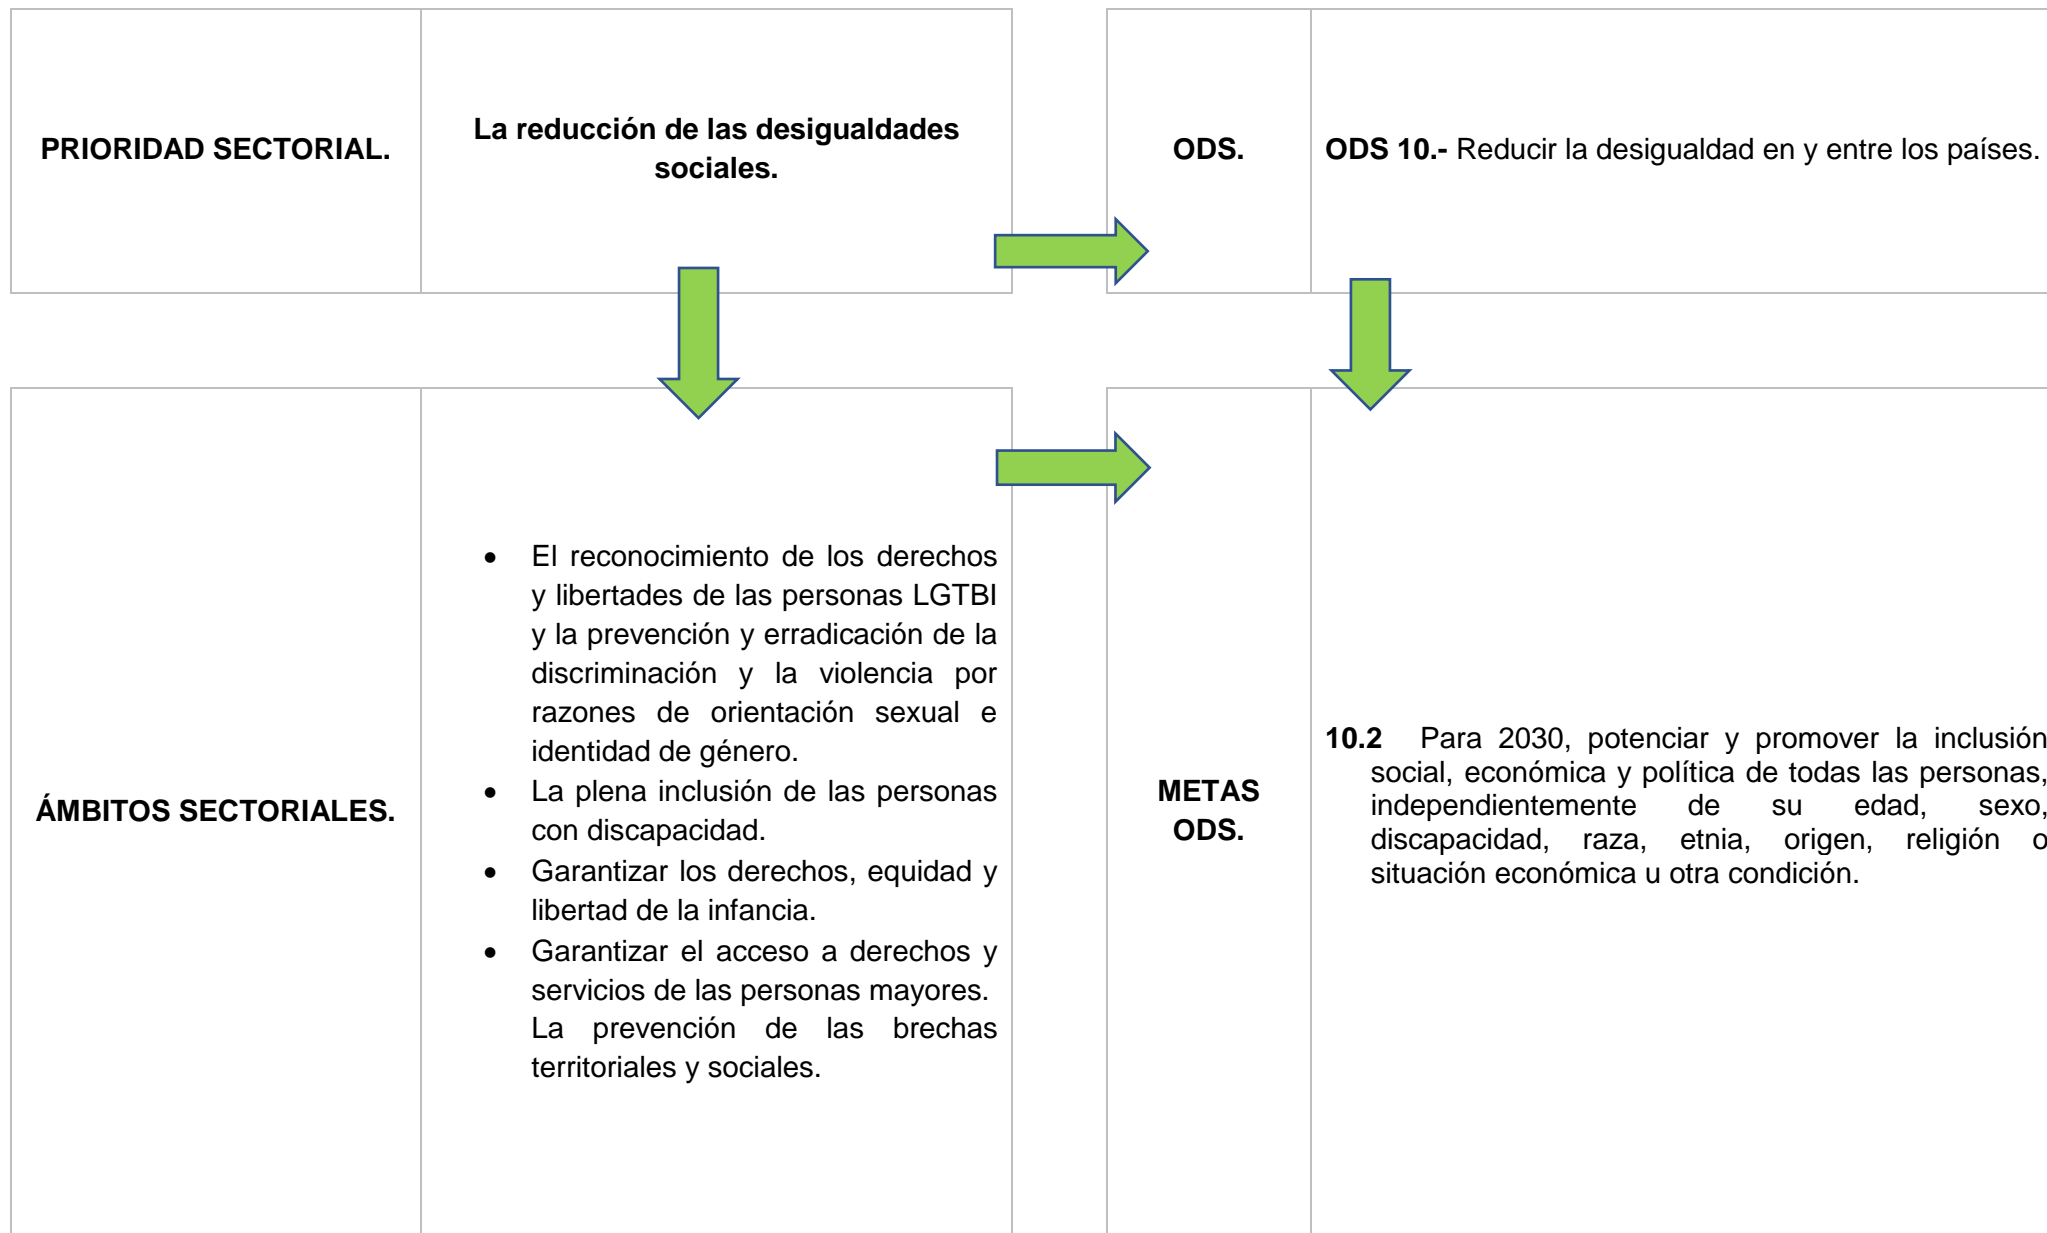 PRIORIDAD SECTORIAL.
La reducción de las desigualdades
sociales.
ODS.
ODS 10.- Reducir la desigualdad en y entre los países.
ÁMBITOS SECTORIALES.
• El reconocimiento de los derechos
y libertades de las personas LGTBI
y la prevención y erradicación de la
discriminación y la violencia por
razones de orientación sexual e
identidad de género.
• La plena inclusión de las personas
con discapacidad.
• Garantizar los derechos, equidad y
libertad de la infancia.
• Garantizar el acceso a derechos y
servicios de las personas mayores.
La prevención de las brechas
territoriales y sociales.
METAS
ODS.
10.2 Para 2030, potenciar y promover la inclusión
social, económica y política de todas las personas,
independientemente de su edad, sexo,
discapacidad, raza, etnia, origen, religión o
situación económica u otra condición.